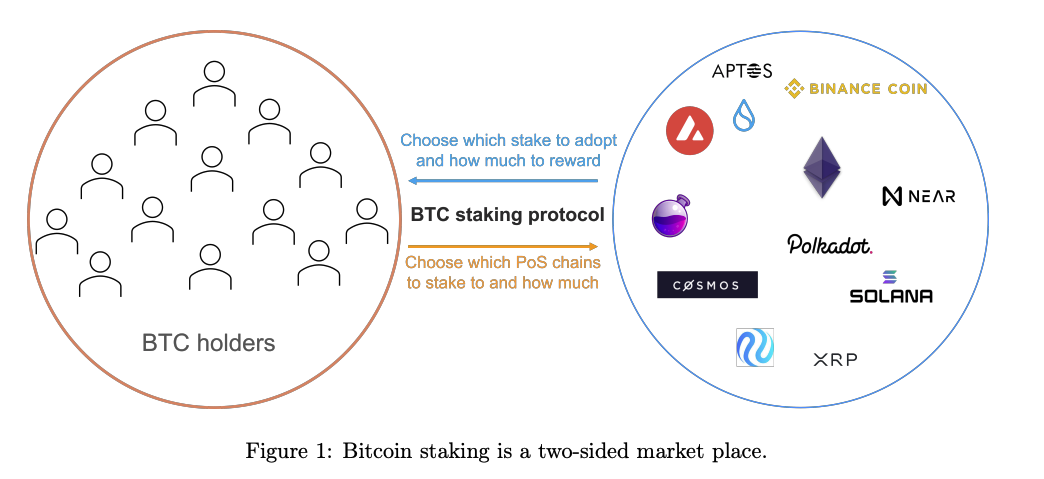 APTOS
BINANCE COIN
Choose which stake to adopt
and how much to reward
BTC staking protocol
Choose which PoS chains
to stake to and how much
NEAR
Polkadot.
COSMOS
SOLANA
XRP
BTC holders
Figure 1: Bitcoin staking is a two-sided market place.